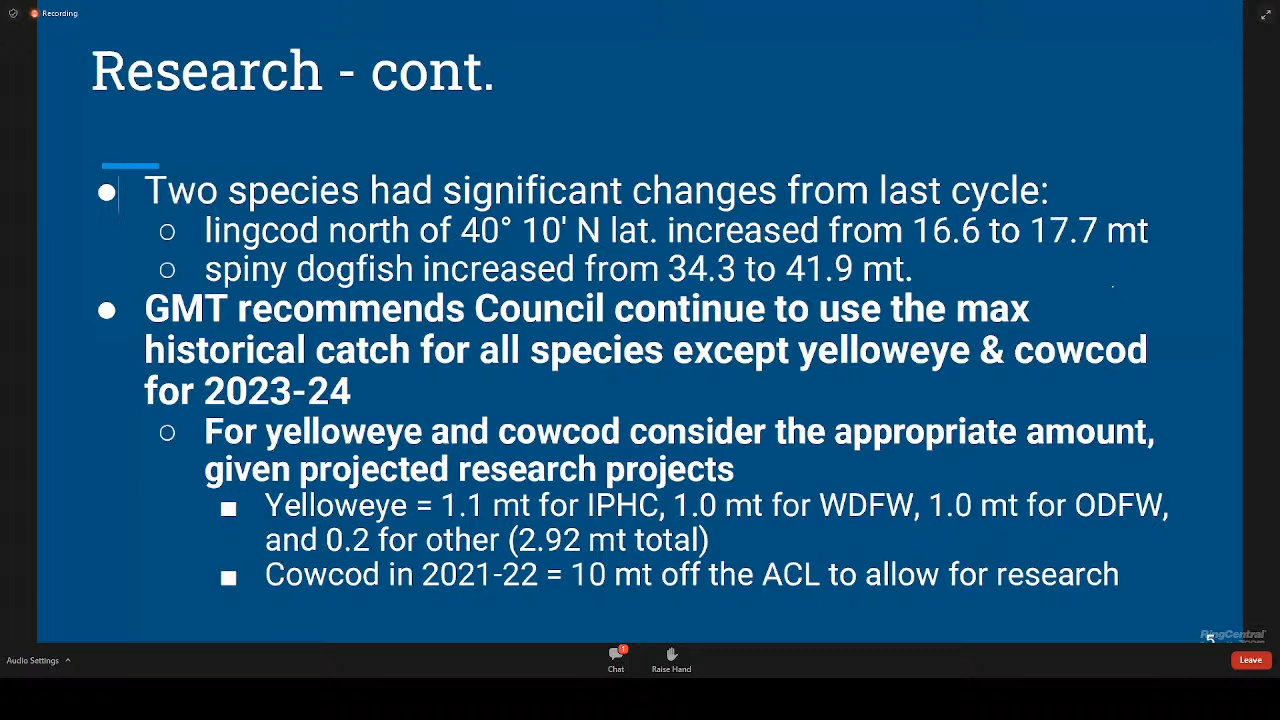 Recording
Research - cont.
● Two species had significant changes from last cycle:
○ lingcod north of 40° 10' N lat. increased from 16.6 to 17.7 mt
○ spiny dogfish increased from 34.3 to 41.9 mt.
● GMT recommends Council continue to use the max
historical catch for all species except yelloweye & cowcod
for 2023-24
○ For yelloweye and cowcod consider the appropriate amount,
given projected research projects
■ Yelloweye = 1.1 mt for IPHC, 1.0 mt for WDFW, 1.0 mt for ODFW,
and 0.2 for other (2.92 mt total)
■ Cowcod in 2021-22 = 10 mt off the ACL to allow for research
RingCentral
5
Audio Settings ^
1
Chat
Raise Hand
Leave